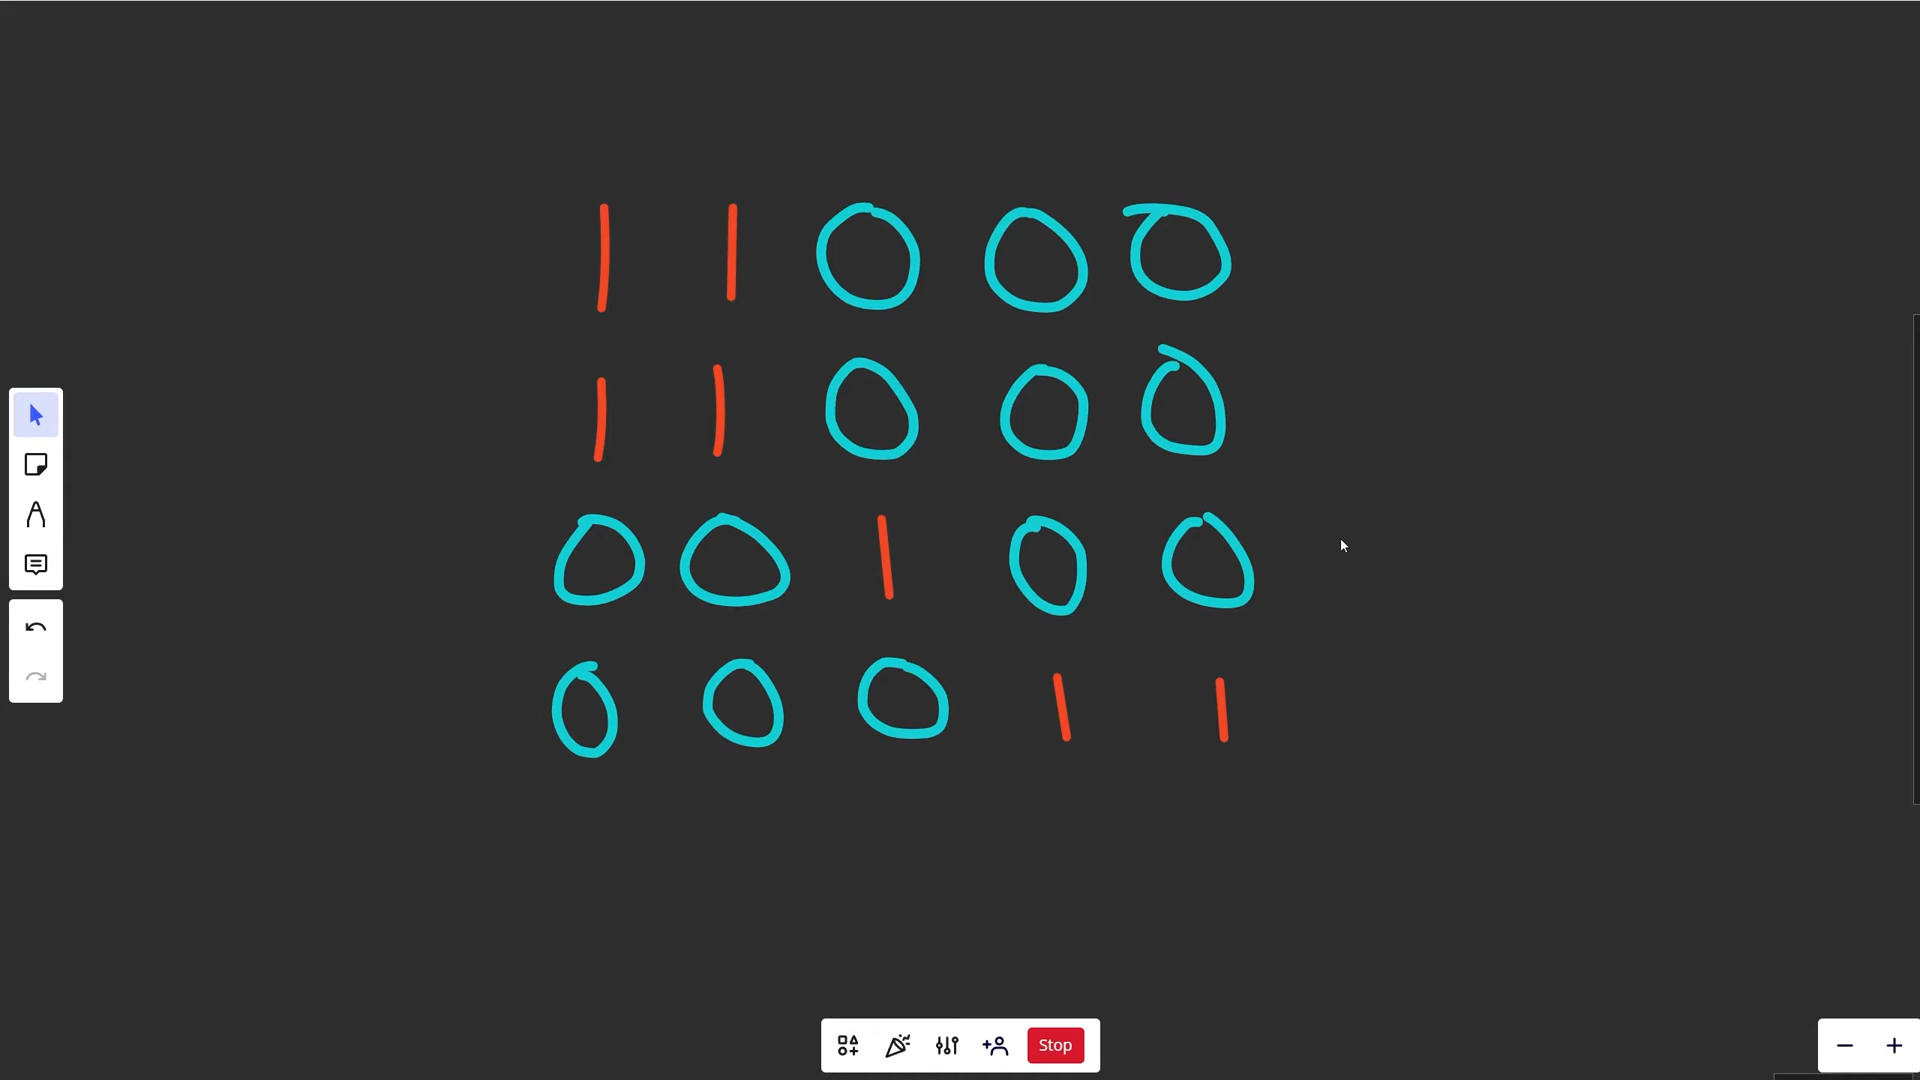 1 1 0 0 0
1 1 0 0 0
0 0 1 0 0
0 0 0 1 1
Stop